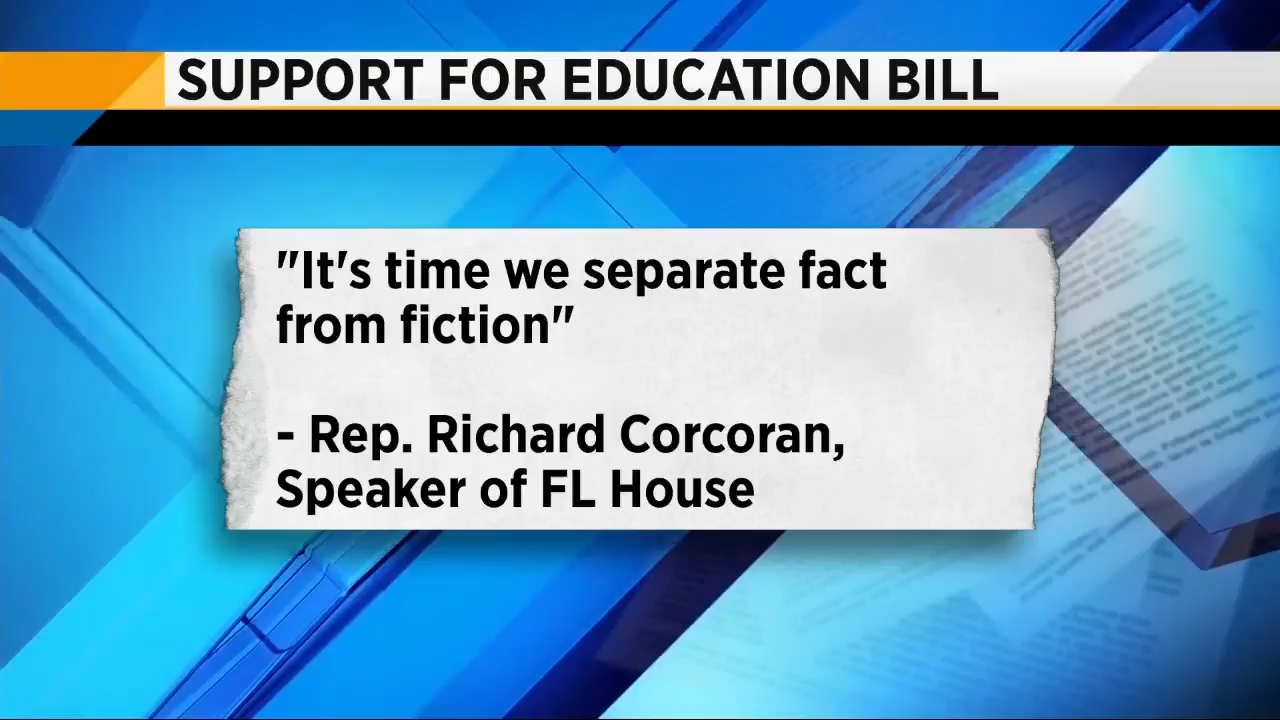 SUPPORT FOR EDUCATION BILL
"It's time we separate fact
from fiction"
- Rep. Richard Corcoran,
Speaker of FL House